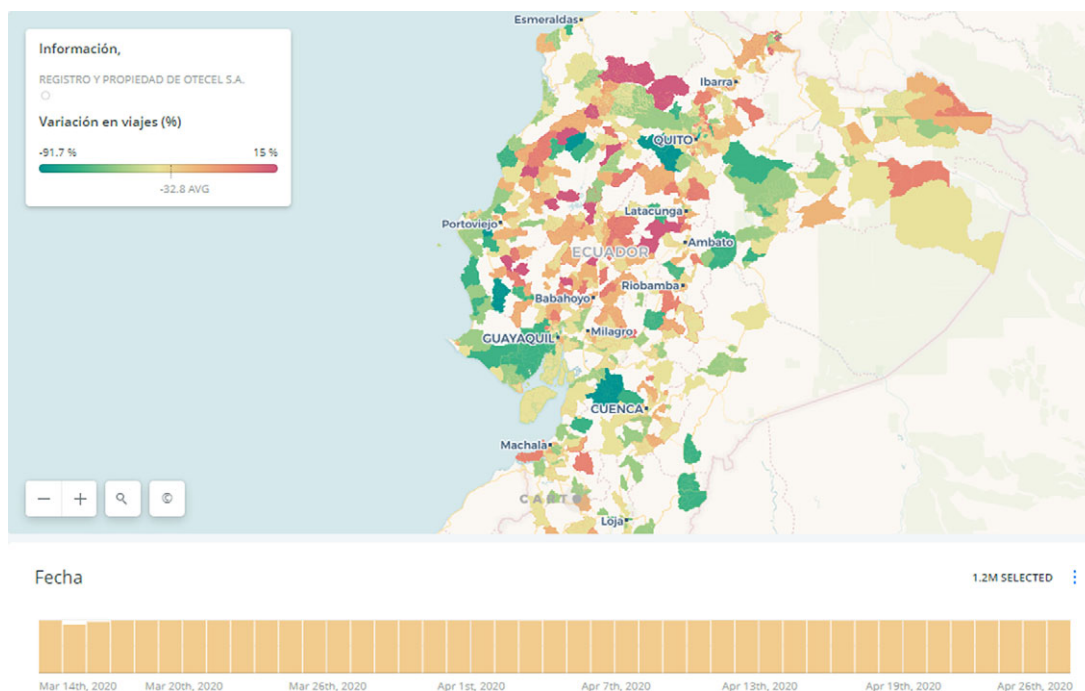 Información,
REGISTRO Y PROPIEDAD DE OTECEL S.A.
Variación en viajes (%)
-91.7 % 15 %
-32.8 AVG
Esmeraldas
Ibarra
QUITO
Portoviejo
Latacunga
Ambato
ECUADOR
Riobamba
Babahoyo
GUAYAQUIL
Milagro
CUENCA
Machala
CARTO
Loja
©
Fecha
1.2M SELECTED
Mar 14th, 2020 Mar 20th, 2020 Mar 26th, 2020 Apr 1st, 2020 Apr 7th, 2020 Apr 13th, 2020 Apr 19th, 2020 Apr 26th, 2020